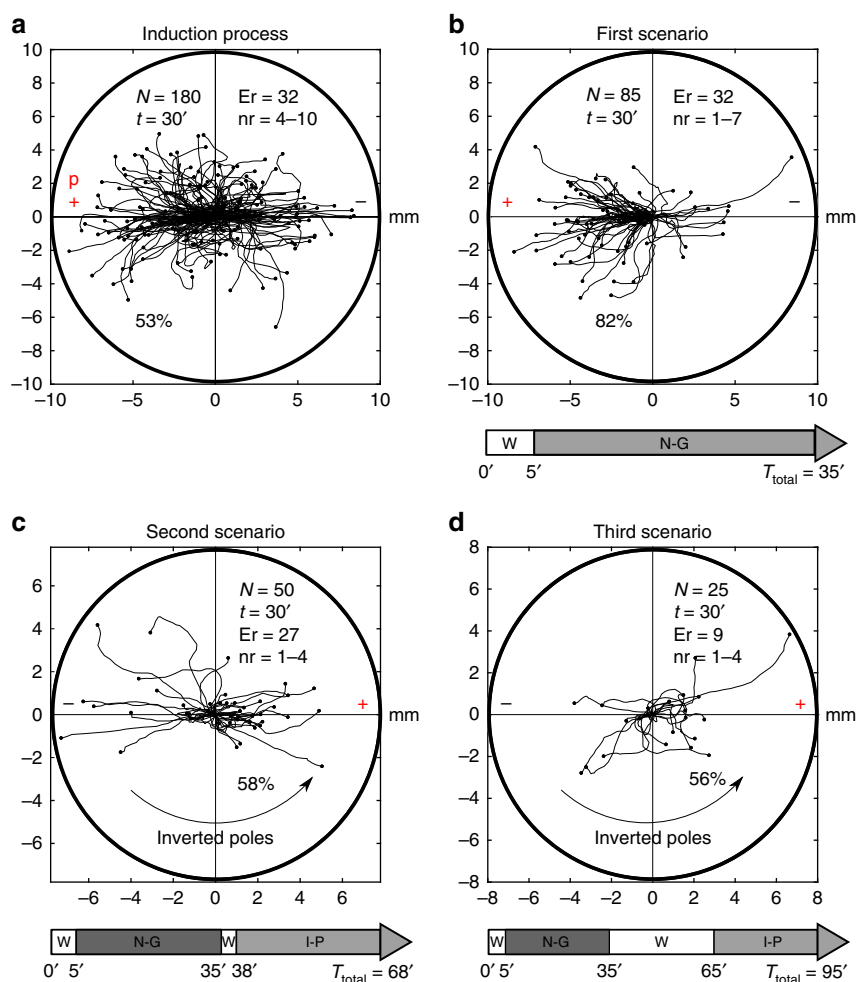 a
Induction process
10
8
6
4
2
0
−2
−4
−6
−8
−10
N = 180
t = 30′
Er = 32
nr = 4–10
p
+
−
mm
53%
−10
−5
0
5
10
b
First scenario
10
8
6
4
2
0
−2
−4
−6
−8
−10
N = 85
t = 30′
Er = 32
nr = 1–7
+
−
mm
82%
−10
−5
0
5
10
W
N-G
0′
5′
Ttotal = 35′
c
Second scenario
6
4
2
0
−2
−4
−6
N = 50
t = 30′
Er = 27
nr = 1–4
−
+
mm
58%
Inverted poles
−6
−4
−2
0
2
4
6
W
N-G
W
I-P
0′
5′
35′
38′
Ttotal = 68′
d
Third scenario
8
6
4
2
0
−2
−4
−6
−8
N = 25
t = 30′
Er = 9
nr = 1–4
−
+
mm
56%
Inverted poles
−8
−6
−4
−2
0
2
4
6
8
W
N-G
W
I-P
0′
5′
35′
65′
Ttotal = 95′